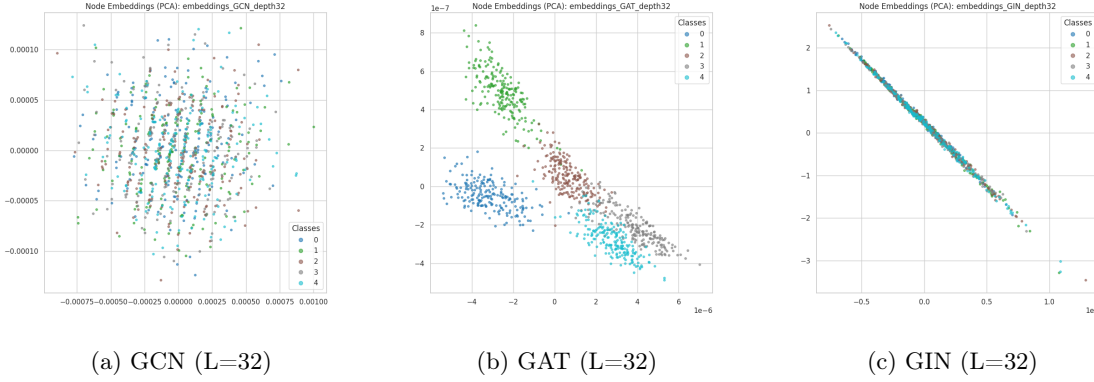 Node Embeddings (PCA): embeddings_GCN_depth32
0.00010
0.00005
0.00000
−0.00005
−0.00010
−0.00075 −0.00050 −0.00025 0.00000 0.00025 0.00050 0.00075 0.00100
Classes
0
1
2
3
4
(a) GCN (L=32)
Node Embeddings (PCA): embeddings_GAT_depth32
1e−7
8
6
4
2
0
−2
−4
−4 −2 0 2 4 6
1e−6
Classes
0
1
2
3
4
(b) GAT (L=32)
Node Embeddings (PCA): embeddings_GIN_depth32
2
1
0
−1
−2
−3
−0.5 0.0 0.5 1.0
Classes
0
1
2
3
4
(c) GIN (L=32)